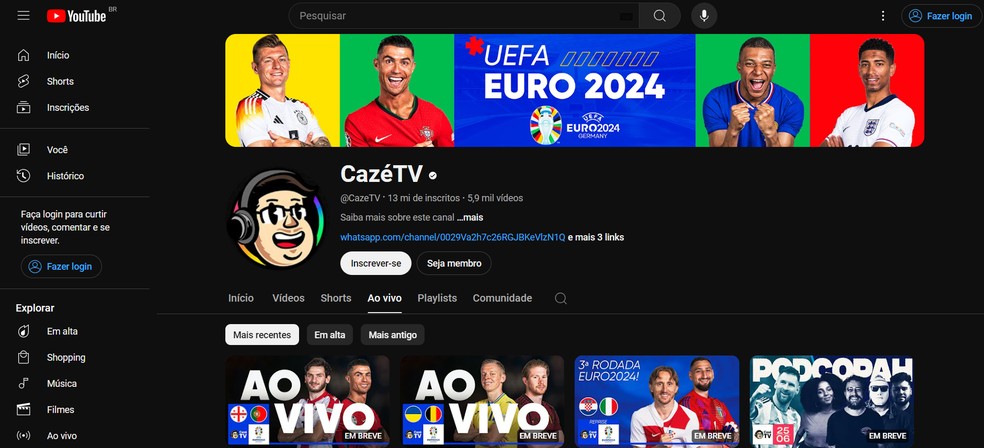 YouTube BR
Pesquisar
Fazer login
Início
Shorts
Inscrições
Você
Histórico
Faça login para curtir
vídeos, comentar e se
inscrever.
Fazer login
Explorar
Em alta
Shopping
Música
Filmes
Ao vivo
UEFA
EURO 2024
UEFA
EURO2024
GERMANY
CazéTV
@CazeTV · 13 mi de inscritos · 5,9 mil vídeos
Saiba mais sobre este canal ...mais
whatsapp.com/channel/0029Va2h7c26RGJBKeVlzN1Q e mais 3 links
Inscrever-se
Seja membro
Início
Vídeos
Shorts
Ao vivo
Playlists
Comunidade
Mais recentes
Em alta
Mais antigo
AO
VIVO
EM BREVE
AO
VIVO
EM BREVE
3ª RODADA
EURO2024!
EM BREVE
PODCOPAH
25
06
EM BREVE